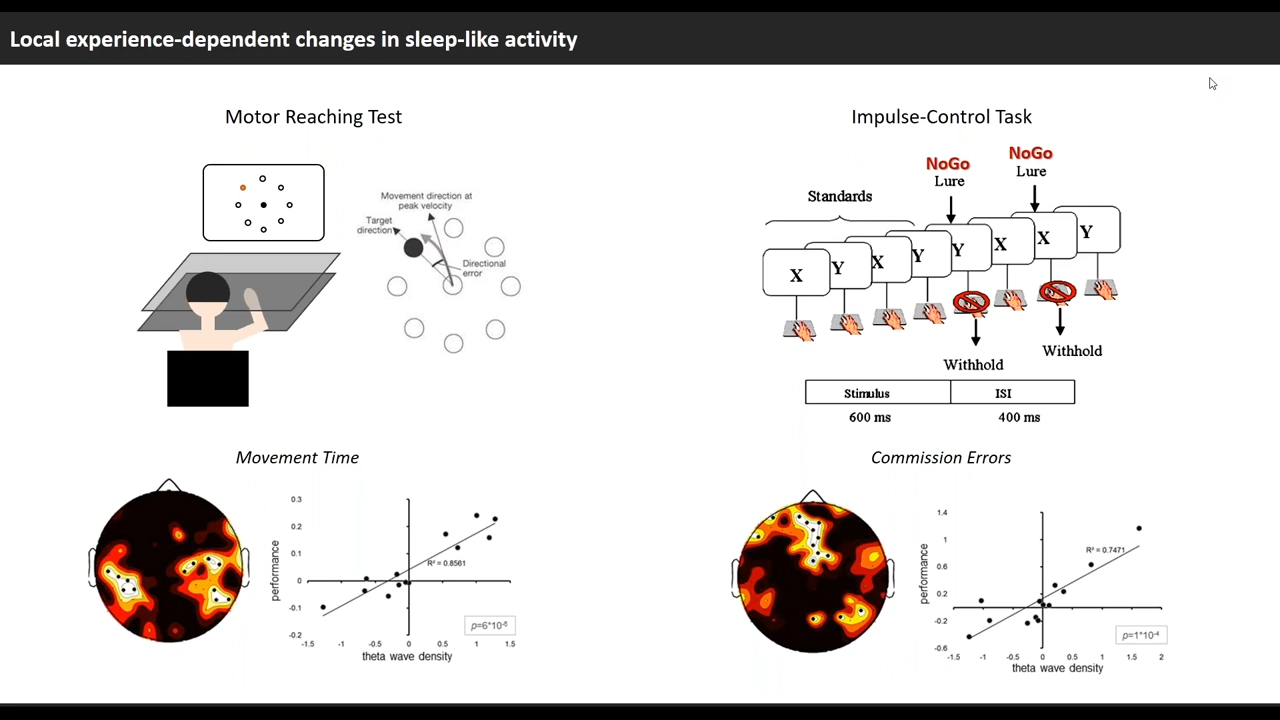 Local experience-dependent changes in sleep-like activity
Motor Reaching Test
Movement direction at
peak velocity
Target
direction
Directional
error
Movement Time
performance
0.3
0.2
0.1
0
-0.1
-0.2
R² = 0.8561
p=6*10⁻⁶
-1.5
-1
-0.5
0
0.5
1
1.5
theta wave density
Impulse-Control Task
NoGo
Lure
NoGo
Lure
Standards
X
Y
X
Y
Y
X
X
Y
Withhold
Withhold
Stimulus
ISI
600 ms
400 ms
Commission Errors
performance
1.4
1
0.6
0.2
-0.2
-0.6
R² = 0.7471
p=1*10⁻⁴
-1.5
-1
-0.5
0
0.5
1
1.5
2
theta wave density